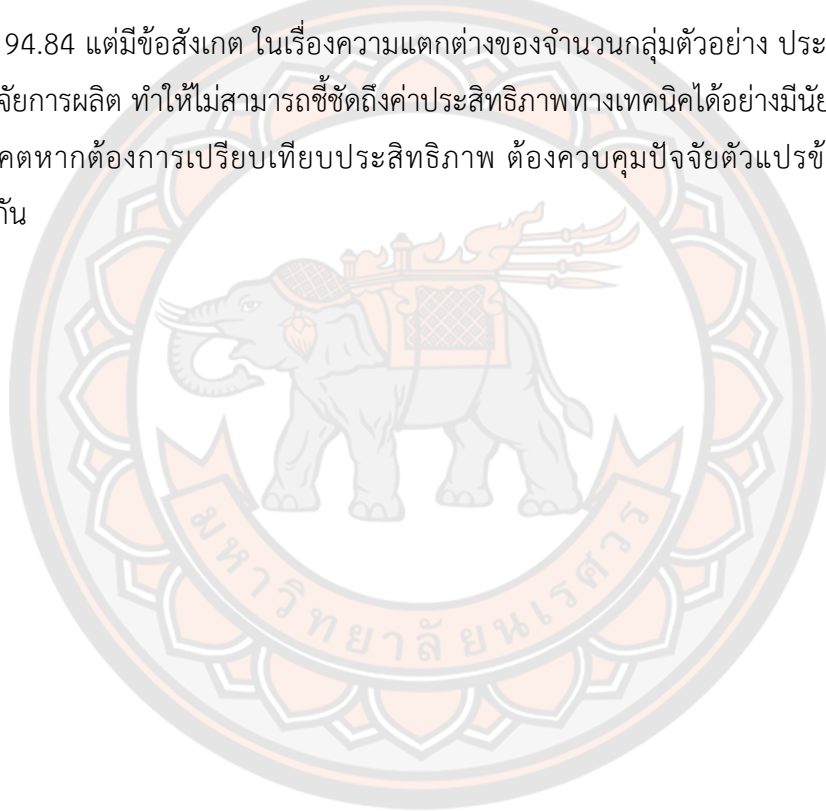 94.84 แต่มีข้อสังเกต ในเรื่องความแตกต่างของจำนวนกลุ่มตัวอย่าง ประ
จัยการผลิต ทำให้ไม่สามารถชี้ชัดถึงค่าประสิทธิภาพทางเทคนิคได้อย่างมีนัย
คตหากต้องการเปรียบเทียบประสิทธิภาพ ต้องควบคุมปัจจัยตัวแปรข้
กัน
มหาวิทยาลัยนเรศวร